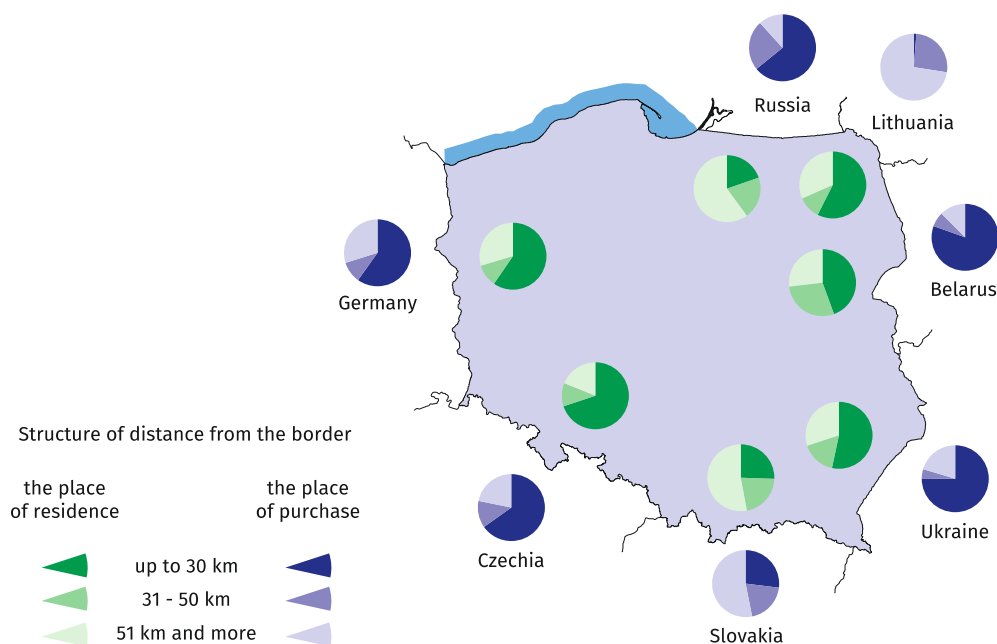 Russia
Lithuania
Belarus
Germany
Structure of distance from the border
the place
of residence
the place
of purchase
Czechia
Ukraine
up to 30 km
31 - 50 km
51 km and more
Slovakia